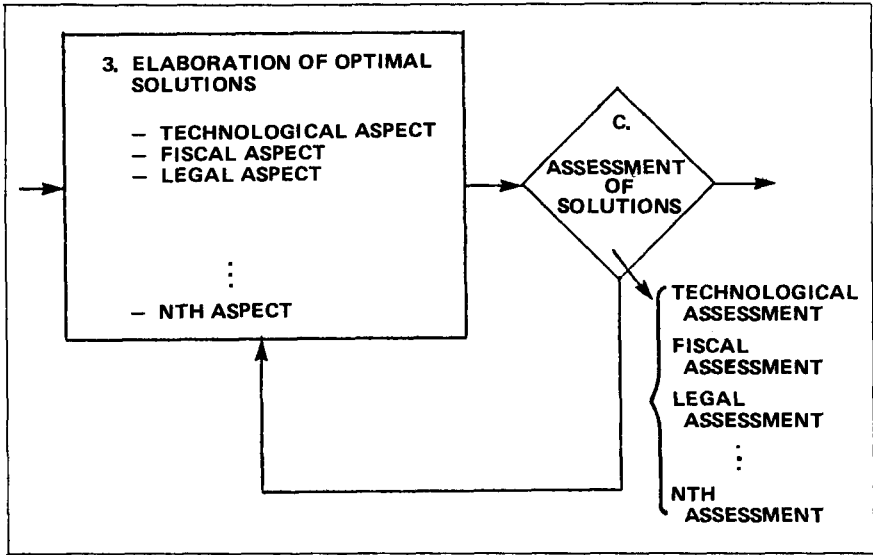 3. ELABORATION OF OPTIMAL
SOLUTIONS
– TECHNOLOGICAL ASPECT
– FISCAL ASPECT
– LEGAL ASPECT
⋮
– NTH ASPECT
C.
ASSESSMENT
OF
SOLUTIONS
TECHNOLOGICAL
ASSESSMENT
FISCAL
ASSESSMENT
LEGAL
ASSESSMENT
⋮
NTH
ASSESSMENT